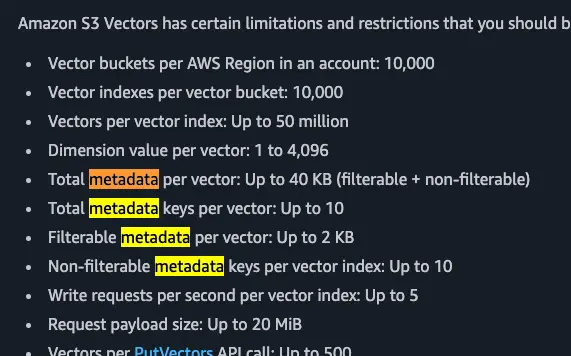 Amazon S3 Vectors has certain limitations and restrictions that you should b
• Vector buckets per AWS Region in an account: 10,000
• Vector indexes per vector bucket: 10,000
• Vectors per vector index: Up to 50 million
• Dimension value per vector: 1 to 4,096
• Total metadata per vector: Up to 40 KB (filterable + non-filterable)
• Total metadata keys per vector: Up to 10
• Filterable metadata per vector: Up to 2 KB
• Non-filterable metadata keys per vector index: Up to 10
• Write requests per second per vector index: Up to 5
• Request payload size: Up to 20 MiB
• Vectors per PutVectors API call: Up to 500